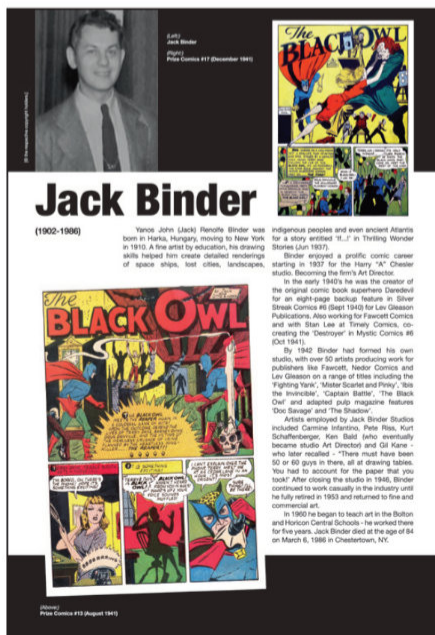 (Left:)
Jack Binder
(Right:)
Prize Comics #17 (December 1941)
The
BLACK OWL
Jack Binder
(1902-1986)
Yanos John (Jack) Renolfe Binder was
born in Harka, Hungary, moving to New York
in 1910. A fine artist by education, his drawing
skills helped him create detailed renderings
of space ships, lost cities, landscapes,
indigenous peoples and even ancient Atlantis
for a story entitled 'If...!' in Thrilling Wonder
Stories (Jun 1937).
Binder enjoyed a prolific comic career
starting in 1937 for the Harry "A" Chesler
studio. Becoming the firm's Art Director.
In the early 1940's he was the creator of
the original comic book superhero Daredevil
for an eight-page backup feature in Silver
Streak Comics #6 (Sept 1940) for Lev Gleason
Publications. Also working for Fawcett Comics
and with Stan Lee at Timely Comics, co-
creating the 'Destroyer' in Mystic Comics #6
(Oct 1941).
By 1942 Binder had formed his own
studio, with over 50 artists producing work for
publishers like Fawcett, Nedor Comics and
Lev Gleason on a range of titles including the
'Fighting Yank', 'Mister Scarlet and Pinky', 'Ibis
the Invincible', 'Captain Battle', 'The Black
Owl' and adapted pulp magazine features
'Doc Savage' and 'The Shadow'.
Artists employed by Jack Binder Studios
included Carmine Infantino, Pete Riss, Kurt
Schaffenberger, Ken Bald (who eventually
became studio Art Director) and Gil Kane -
who later recalled - "There must have been
50 or 60 guys in there, all at drawing tables.
You had to account for the paper that you
took!" After closing the studio in 1946, Binder
continued to work casually in the industry until
he fully retired in 1953 and returned to fine and
commercial art.
In 1960 he began to teach art in the Bolton
and Horicon Central Schools - he worked there
for five years. Jack Binder died at the age of 84
on March 6, 1986 in Chestertown, NY.
The
BLACK OWL
(Above:)
Prize Comics #13 (August 1941)